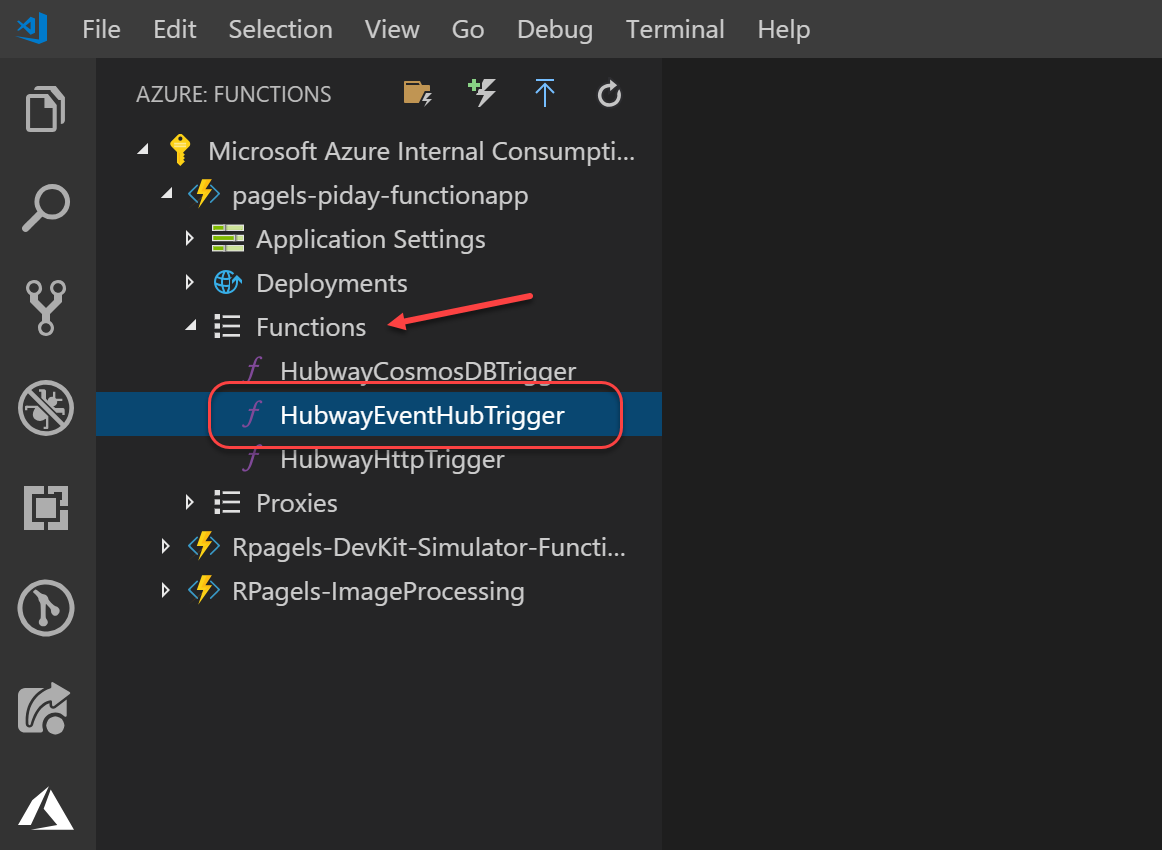 File Edit Selection View Go Debug Terminal Help
AZURE: FUNCTIONS
Microsoft Azure Internal Consumpti...
pagels-piday-functionapp
Application Settings
Deployments
Functions
HubwayCosmosDBTrigger
HubwayEventHubTrigger
HubwayHttpTrigger
Proxies
Rpagels-DevKit-Simulator-Functi...
RPagels-ImageProcessing